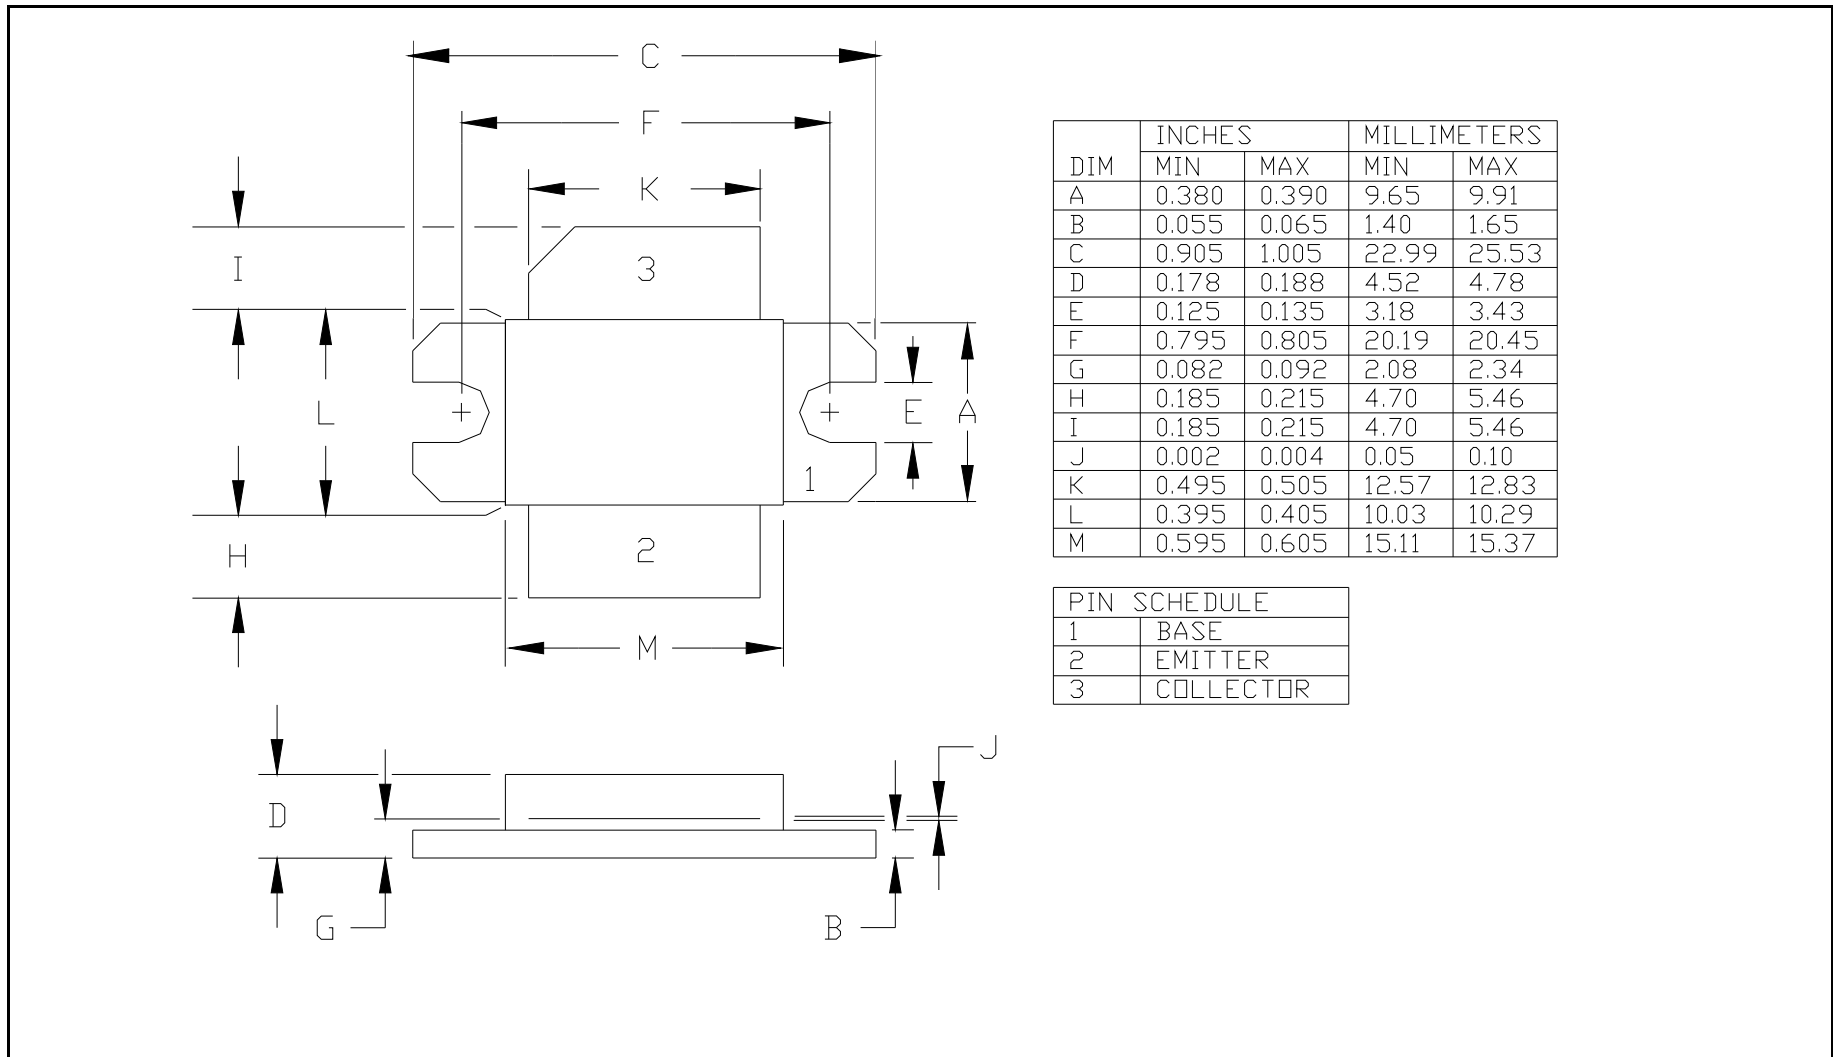 C
F
K
I
3
L
E
A
1
H
2
M
INCHES MILLIMETERS
DIM MIN MAX MIN MAX
A 0.380 0.390 9.65 9.91
B 0.055 0.065 1.40 1.65
C 0.905 1.005 22.99 25.53
D 0.178 0.188 4.52 4.78
E 0.125 0.135 3.18 3.43
F 0.795 0.805 20.19 20.45
G 0.082 0.092 2.08 2.34
H 0.185 0.215 4.70 5.46
I 0.185 0.215 4.70 5.46
J 0.002 0.004 0.05 0.10
K 0.495 0.505 12.57 12.83
L 0.395 0.405 10.03 10.29
M 0.595 0.605 15.11 15.37
PIN SCHEDULE
1 BASE
2 EMITTER
3 COLLECTOR
J
D
G
B